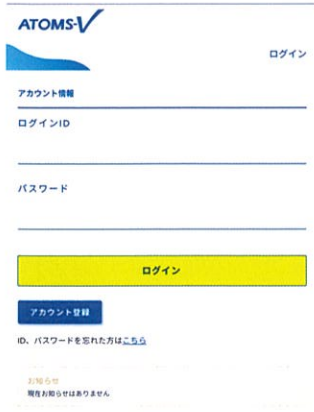 ATOMS-V
ログイン
アカウント情報
ログインID
パスワード
ログイン
アカウント登録
ID、パスワードを忘れた方はこちら
お知らせ
現在お知らせはありません